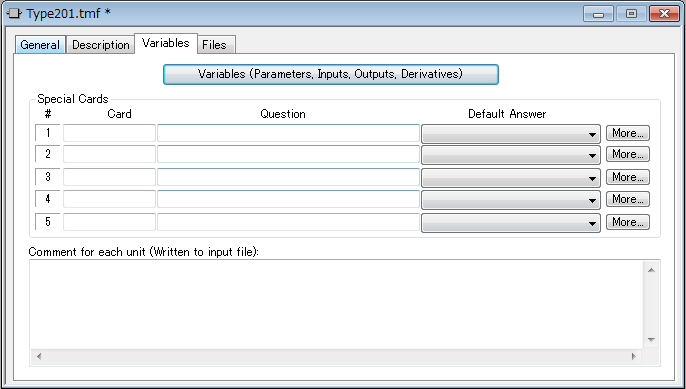 Type201.tmf *
General Description Variables Files
Variables (Parameters, Inputs, Outputs, Derivatives)
Special Cards
# Card Question Default Answer
1 More...
2 More...
3 More...
4 More...
5 More...
Comment for each unit (Written to input file):